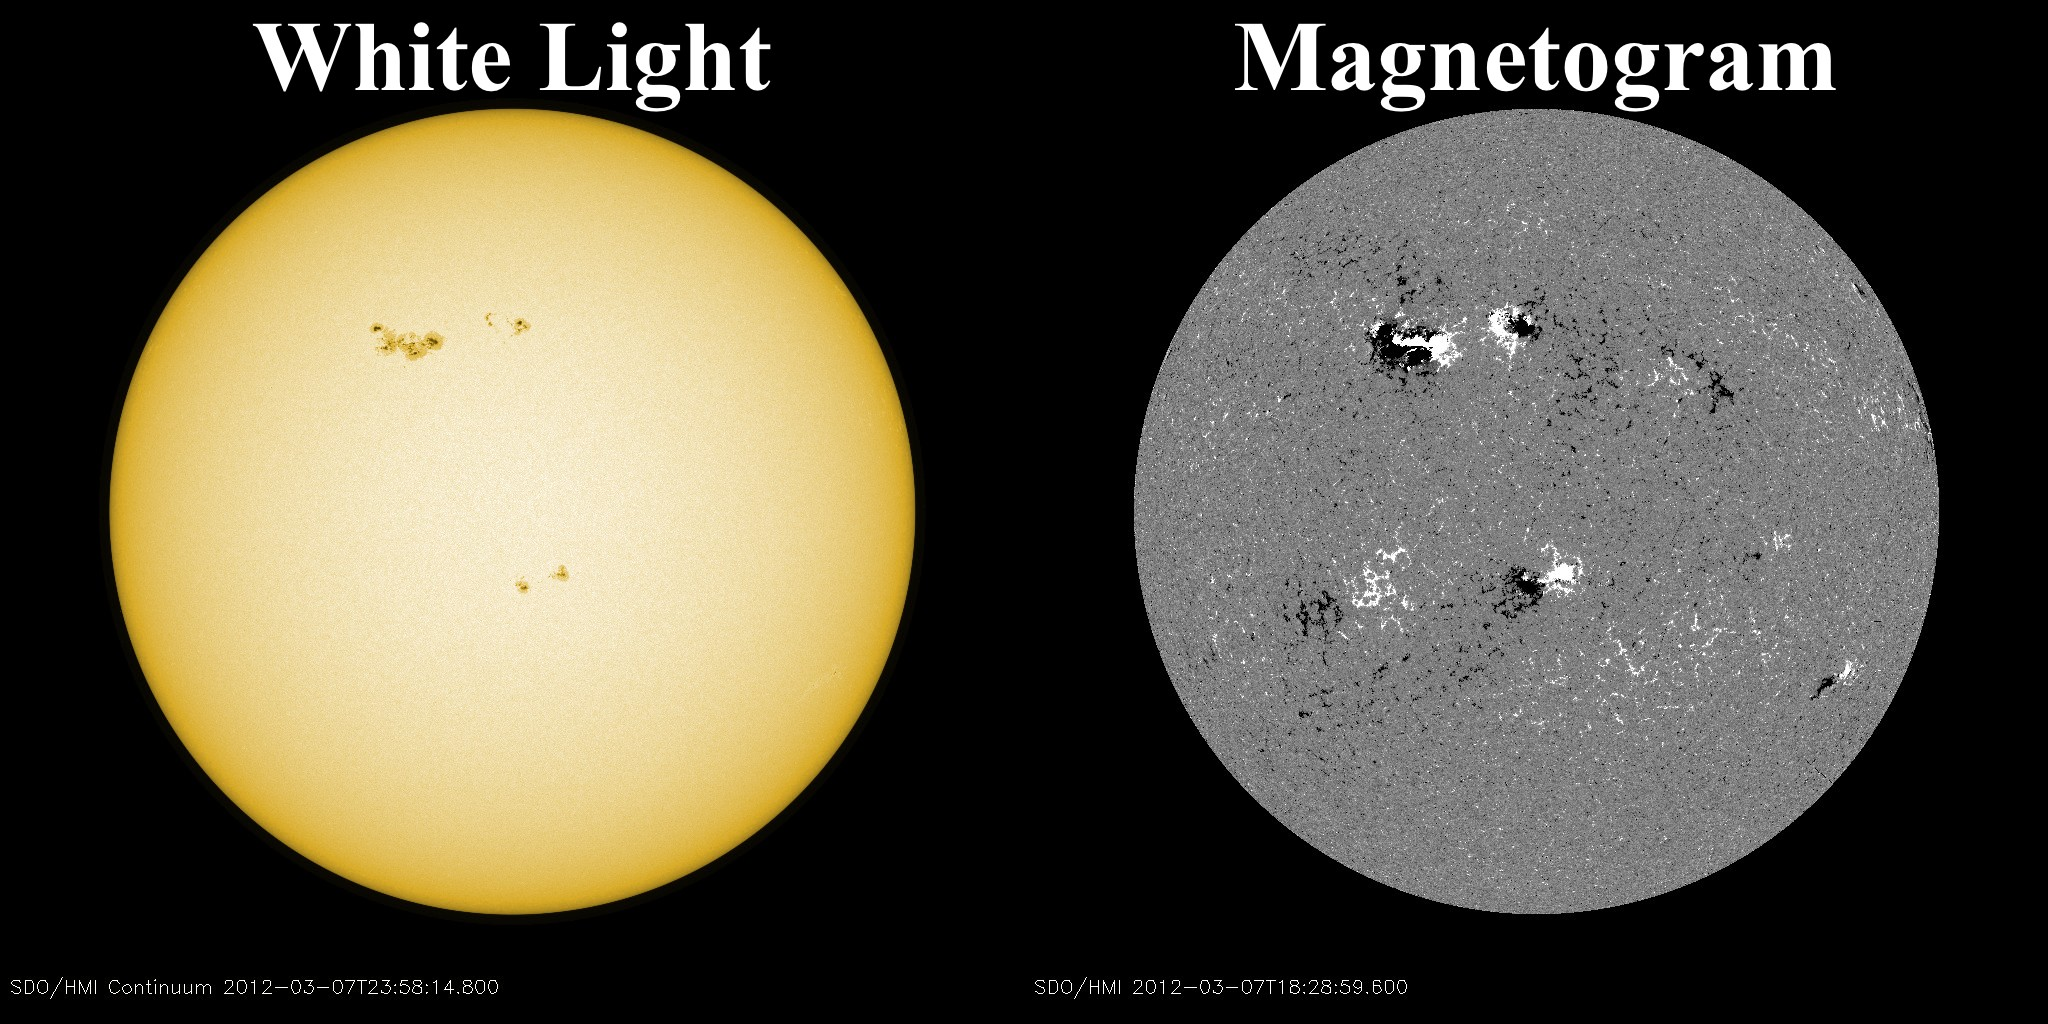 White Light
Magnetogram
SDO/HMI Continuum 2012-03-07T23:58:14.800
SDO/HMI 2012-03-07T18:28:59.600